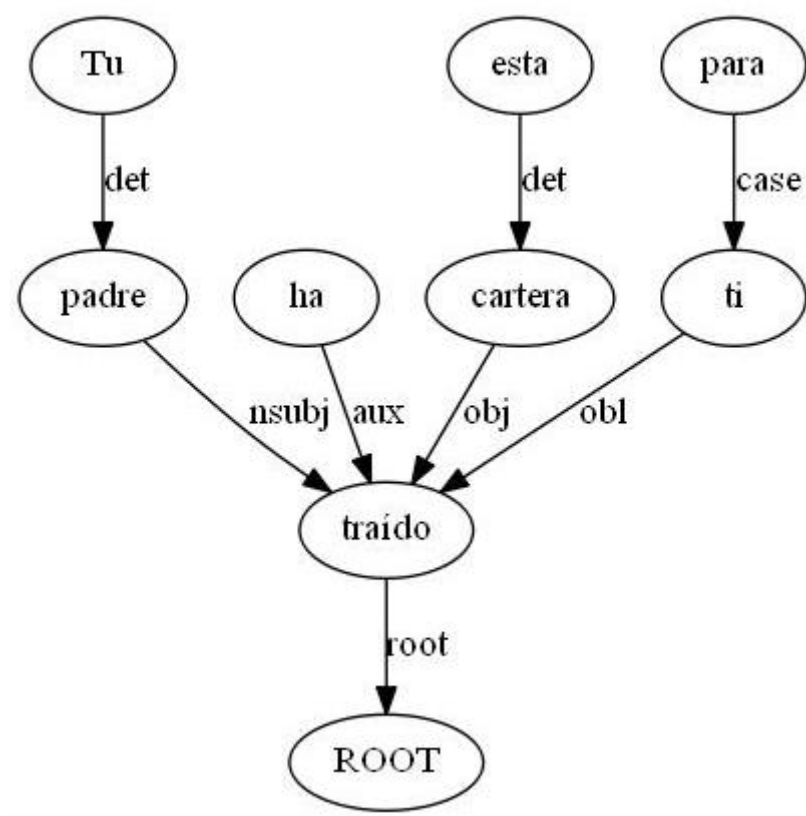 Tu esta para
det det case
padre ha cartera ti
nsubj aux obj obl
traído
root
ROOT